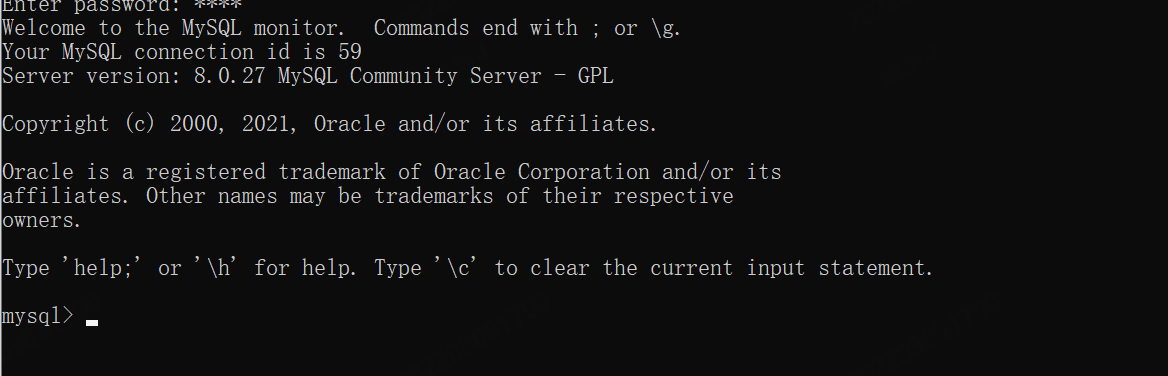 Enter password: ****
Welcome to the MySQL monitor.  Commands end with ; or \g.
Your MySQL connection id is 59
Server version: 8.0.27 MySQL Community Server - GPL
Copyright (c) 2000, 2021, Oracle and/or its affiliates.
Oracle is a registered trademark of Oracle Corporation and/or its
affiliates. Other names may be trademarks of their respective
owners.
Type 'help;' or '\h' for help. Type '\c' to clear the current input statement.
mysql>